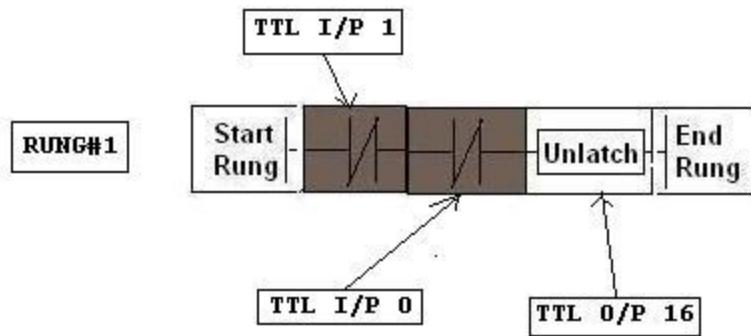 TTL I/P 1
RUNG#1
Start
Rung
Unlatch
End
Rung
TTL I/P 0
TTL O/P 16